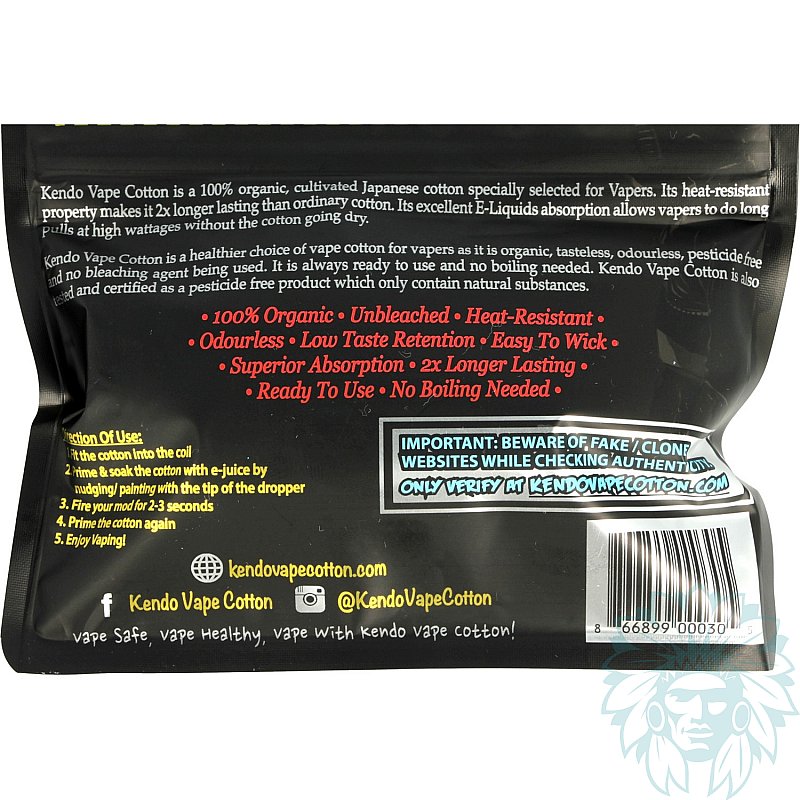 Kendo Vape Cotton is a 100% organic, cultivated Japanese cotton specially selected for Vapers. Its heat-resistant
property makes it 2x longer lasting than ordinary cotton. Its excellent E-Liquids absorption allows vapers to do long
pulls at high wattages without the cotton going dry.
Kendo Vape Cotton is a healthier choice of vape cotton for vapers as it is organic, tasteless, odourless, pesticide free
and no bleaching agent being used. It is always ready to use and no boiling needed. Kendo Vape Cotton is also
tested and certified as a pesticide free product which only contain natural substances.
• 100% Organic • Unbleached • Heat-Resistant •
• Odourless • Low Taste Retention • Easy To Wick •
• Superior Absorption • 2x Longer Lasting •
• Ready To Use • No Boiling Needed •
Direction Of Use:
1. Fit the cotton into the coil
2. Prime & soak the cotton with e-juice by
nudging/ painting with the tip of the dropper
3. Fire your mod for 2-3 seconds
4. Prime the cotton again
5. Enjoy Vaping!
IMPORTANT: BEWARE OF FAKE / CLONE
WEBSITES WHILE CHECKING AUTHENTICITY.
ONLY VERIFY AT KENDOVAPECOTTON.COM
kendovapecotton.com
Kendo Vape Cotton @KendoVapeCotton
Vape Safe, Vape Healthy, Vape With Kendo Vape Cotton!
8 66899 00030 5